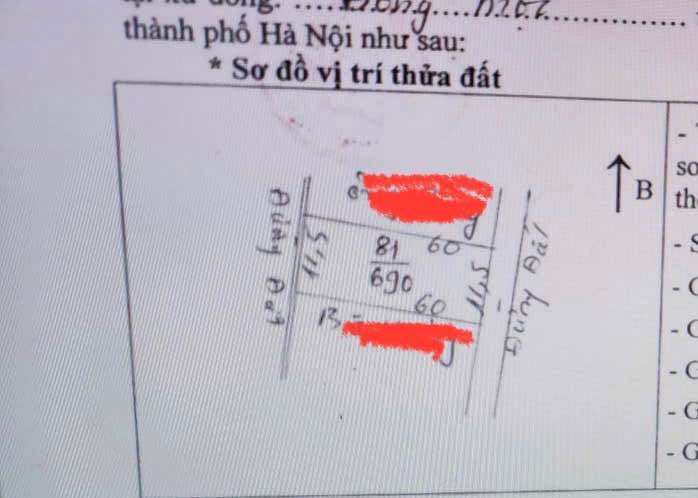 thành phố Hà Nội như sau:
* Sơ đồ vị trí thửa đất
B
th
Đường Đất
11,5
81
690
60
60
11,5
Đường Đất
- G
- G
- G
- G